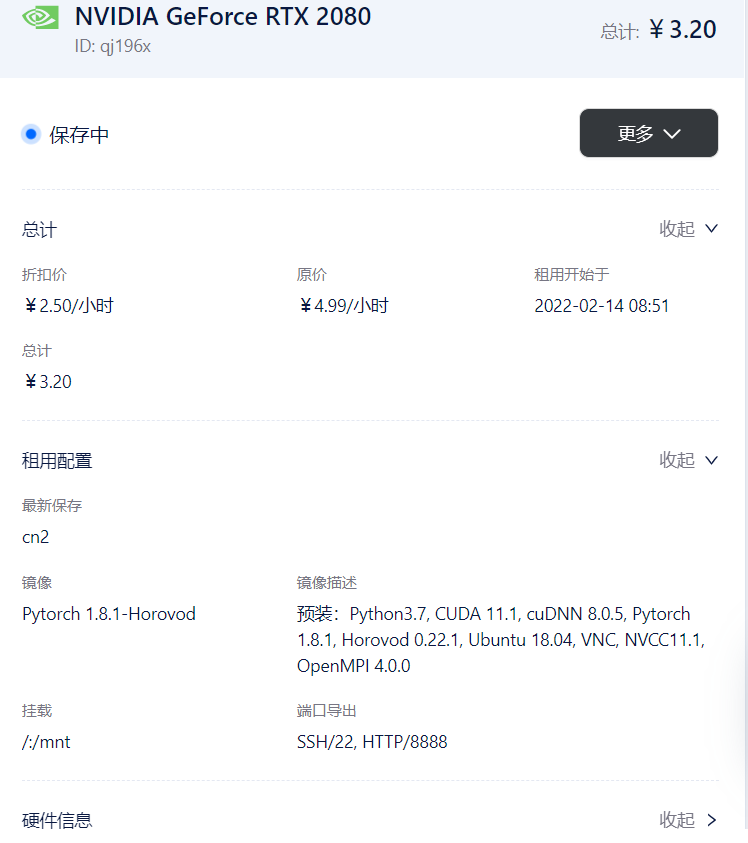 NVIDIA GeForce RTX 2080
总计: ¥ 3.20
ID: qj196x
保存中
更多
总计
收起
折扣价
原价
租用开始于
¥2.50/小时
¥4.99/小时
2022-02-14 08:51
总计
¥3.20
租用配置
收起
最新保存
cn2
镜像
镜像描述
Pytorch 1.8.1-Horovod
预装：Python3.7, CUDA 11.1, cuDNN 8.0.5, Pytorch
1.8.1, Horovod 0.22.1, Ubuntu 18.04, VNC, NVCC11.1,
OpenMPI 4.0.0
挂载
端口导出
/:/mnt
SSH/22, HTTP/8888
硬件信息
收起